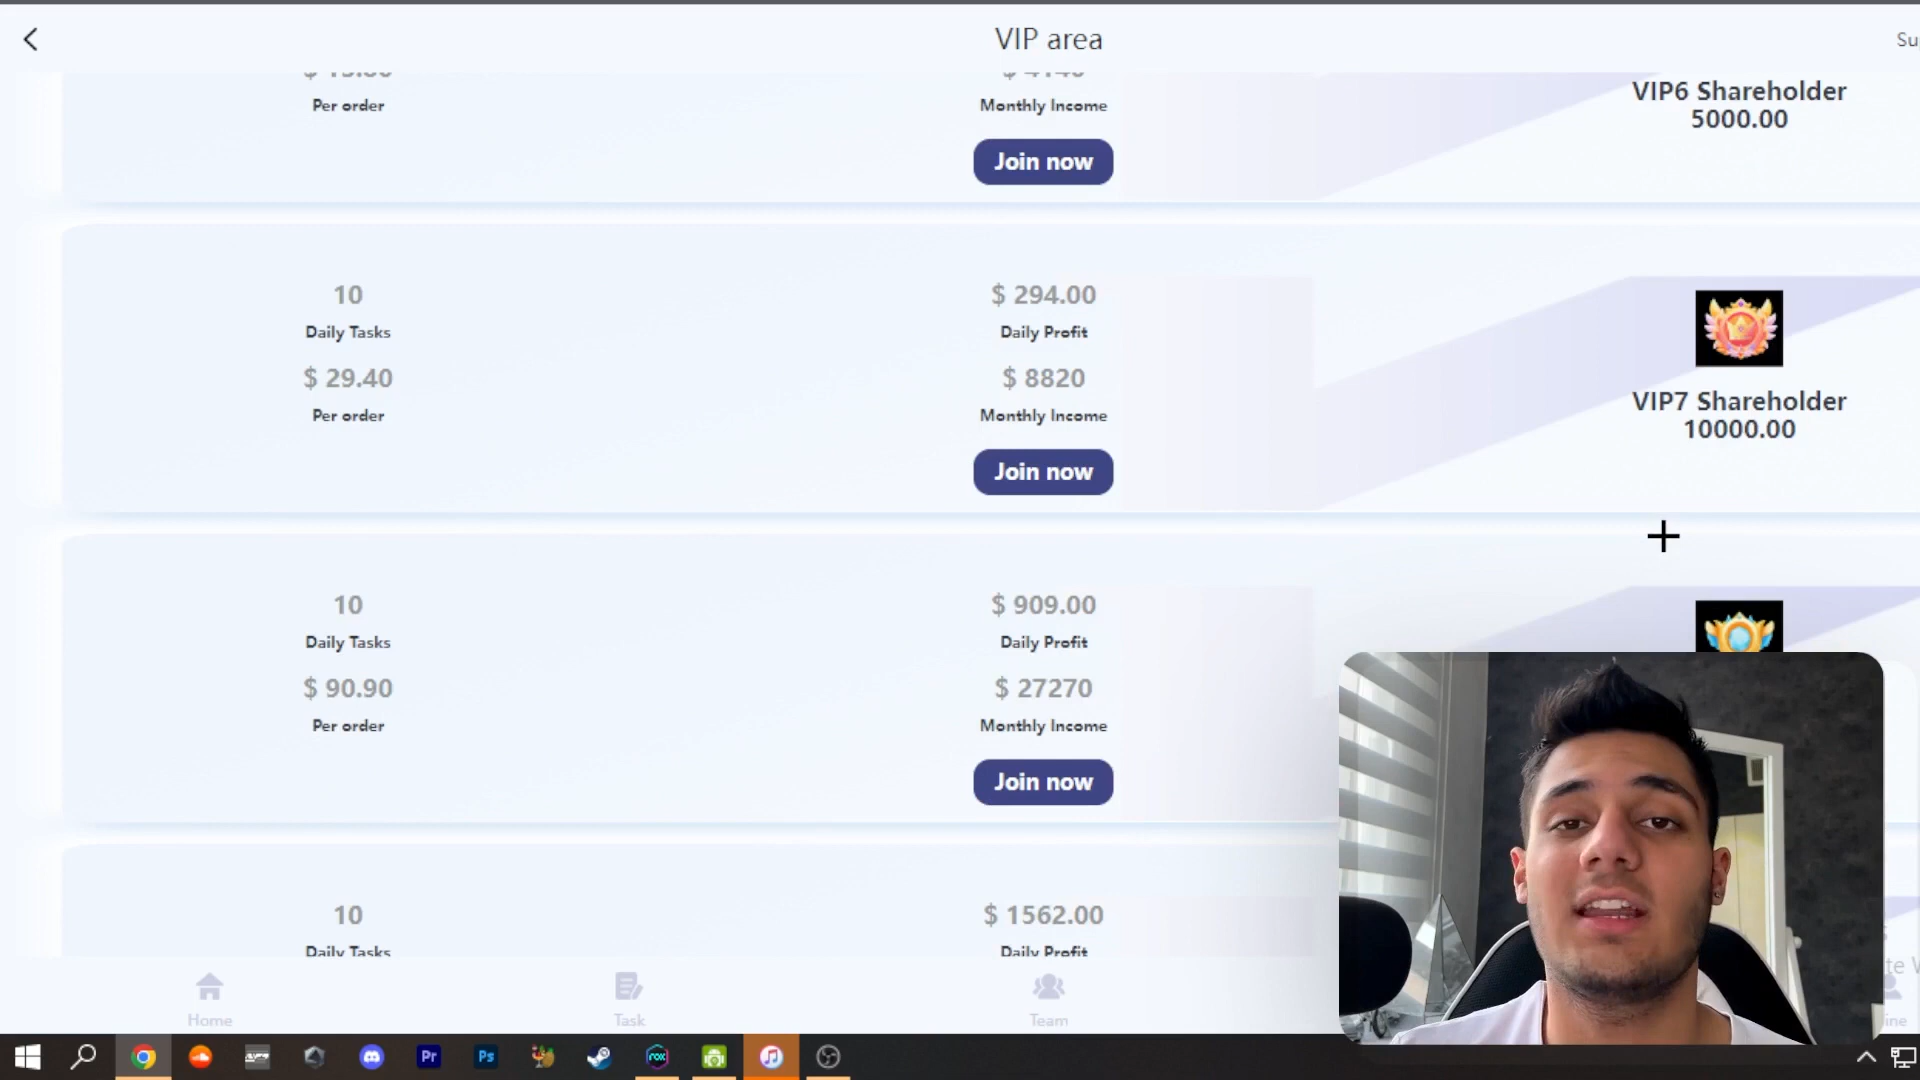 VIP area
Su
Per order
Monthly Income
VIP6 Shareholder
5000.00
Join now
10
Daily Tasks
$ 29.40
Per order
$ 294.00
Daily Profit
$ 8820
Monthly Income
Join now
VIP7 Shareholder
10000.00
10
Daily Tasks
$ 90.90
Per order
$ 909.00
Daily Profit
$ 27270
Monthly Income
Join now
10
Daily Tasks
$ 1562.00
Daily Profit
Home
Task
Team
Pr
Ps